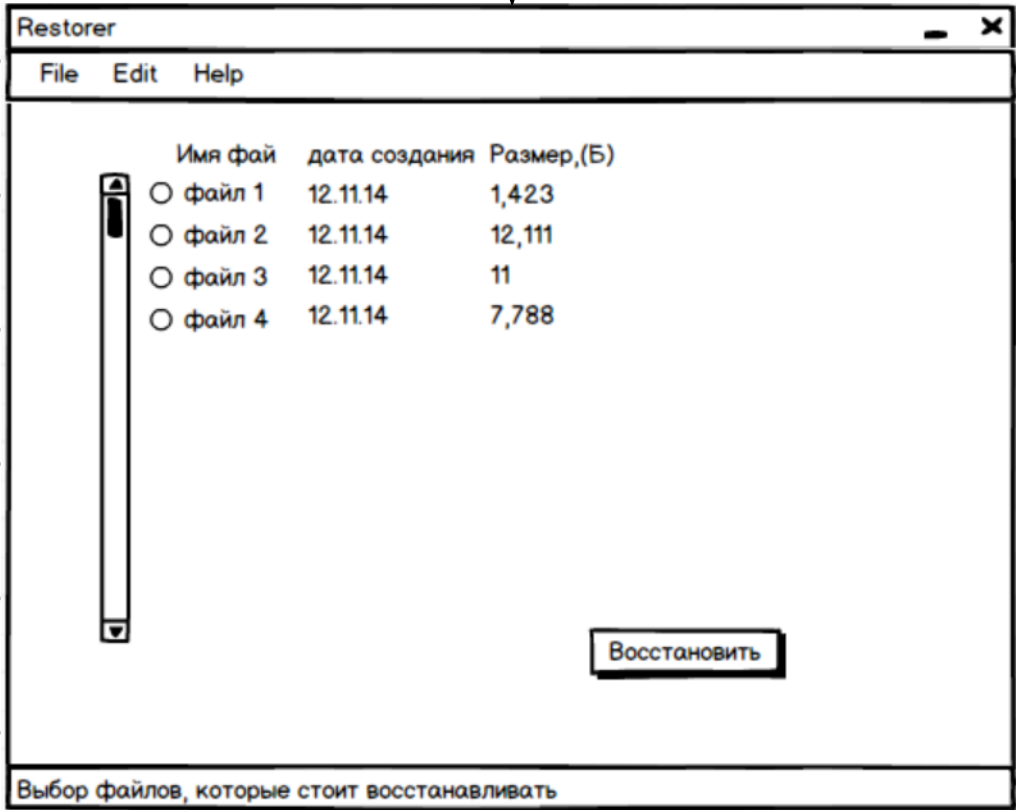 Restorer
File Edit Help
Имя фай дата создания Размер,(Б)
файл 1 12.11.14 1,423
файл 2 12.11.14 12,111
файл 3 12.11.14 11
файл 4 12.11.14 7,788
Восстановить
Выбор файлов, которые стоит восстанавливать